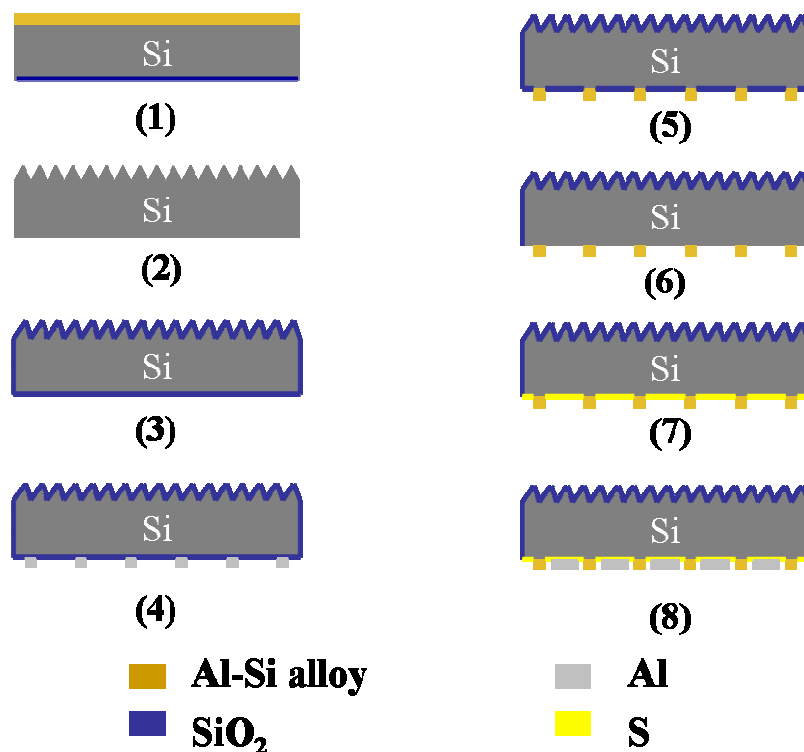 Si
(1)
Si
(2)
Si
(3)
Si
(4)
Si
(5)
Si
(6)
Si
(7)
Si
(8)
Al-Si alloy
Al
SiO₂
S